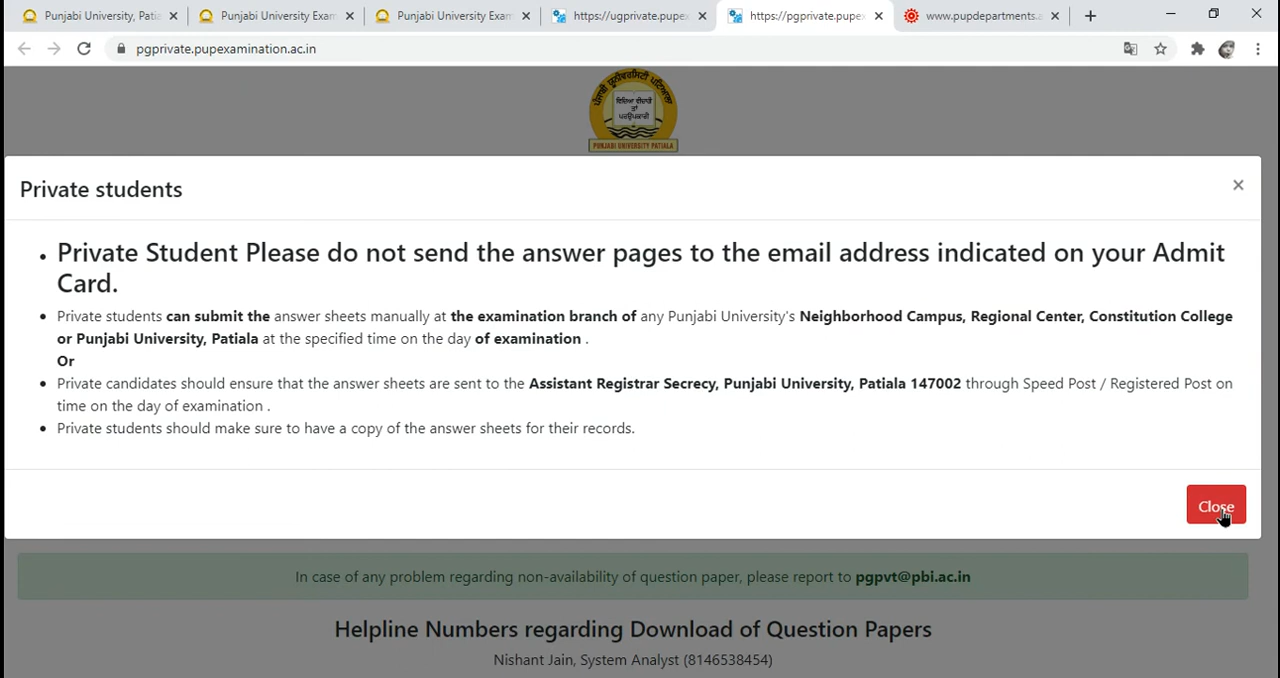 Punjabi University, Patia
Punjabi University Exam
Punjabi University Exam
https://ugprivate.pupex
https://pgprivate.pupex
www.pupdepartments.a
pgprivate.pupexamination.ac.in
ਪੰਜਾਬੀ ਯੂਨੀਵਰਸਿਟੀ ਪਟਿਆਲਾ
ਵਿਦਿਆ ਵੀਚਾਰੀ
ਤਾਂ
ਪਰਉਪਕਾਰੀ
PUNJABI UNIVERSITY PATIALA
Private students
×
• Private Student Please do not send the answer pages to the email address indicated on your Admit
Card.
• Private students can submit the answer sheets manually at the examination branch of any Punjabi University's Neighborhood Campus, Regional Center, Constitution College
or Punjabi University, Patiala at the specified time on the day of examination .
Or
• Private candidates should ensure that the answer sheets are sent to the Assistant Registrar Secrecy, Punjabi University, Patiala 147002 through Speed Post / Registered Post on
time on the day of examination .
• Private students should make sure to have a copy of the answer sheets for their records.
Close
In case of any problem regarding non-availability of question paper, please report to pgpvt@pbi.ac.in
Helpline Numbers regarding Download of Question Papers
Nishant Jain, System Analyst (8146538454)